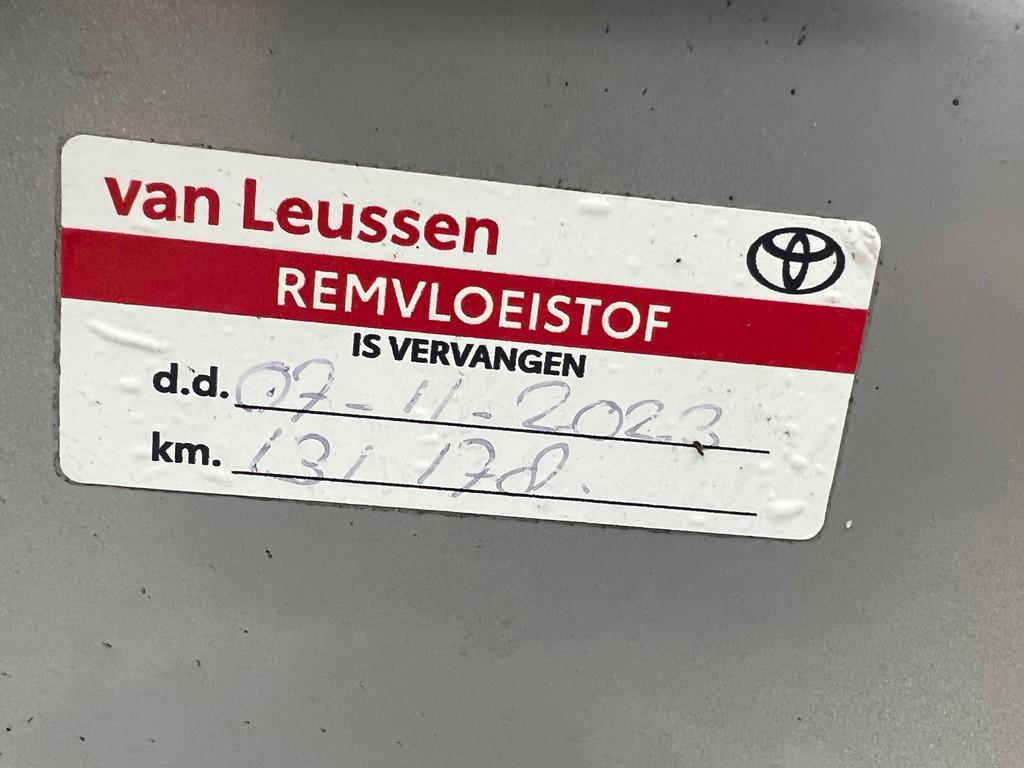 van Leussen
REMVLOEISTOF
IS VERVANGEN
d.d. 07-11-2023
km. 131 178.